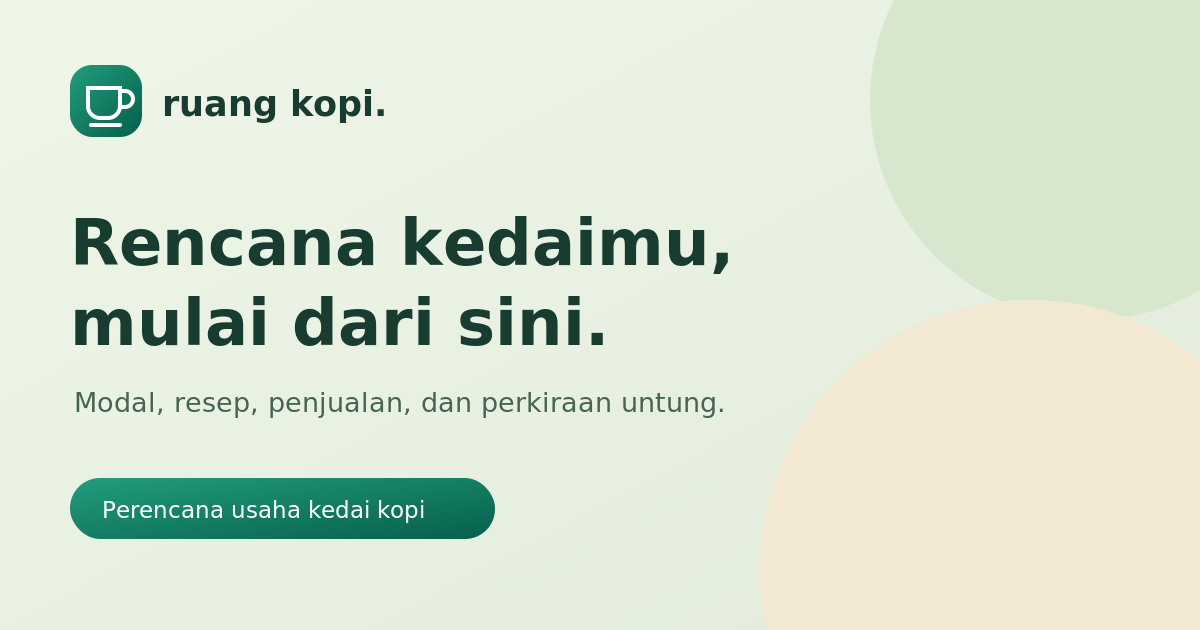 ruang kopi.
Rencana kedaimu,
mulai dari sini.
Modal, resep, penjualan, dan perkiraan untung.
Perencana usaha kedai kopi